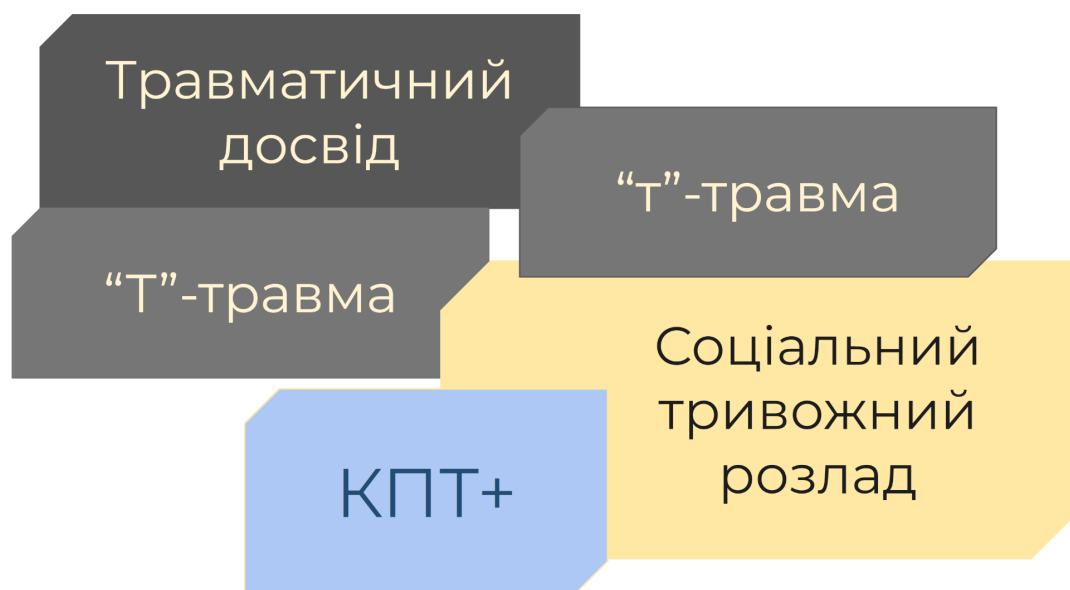 Травматичний
досвід
“т”-травма
“Т”-травма
Соціальний
тривожний
розлад
КПТ+